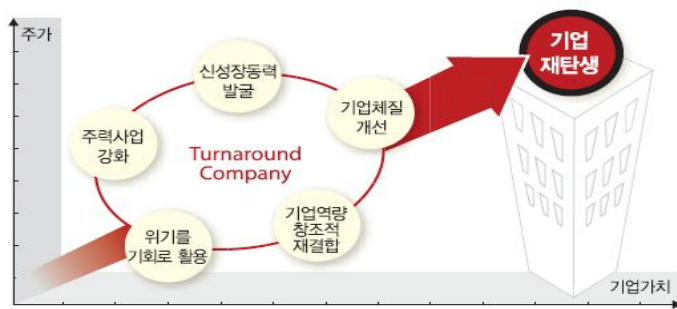 주가
기업
재탄생
신성장동력
발굴
기업체질
개선
주력사업
강화
Turnaround
Company
기업역량
창조적
재결합
위기를
기회로 활용
기업가치